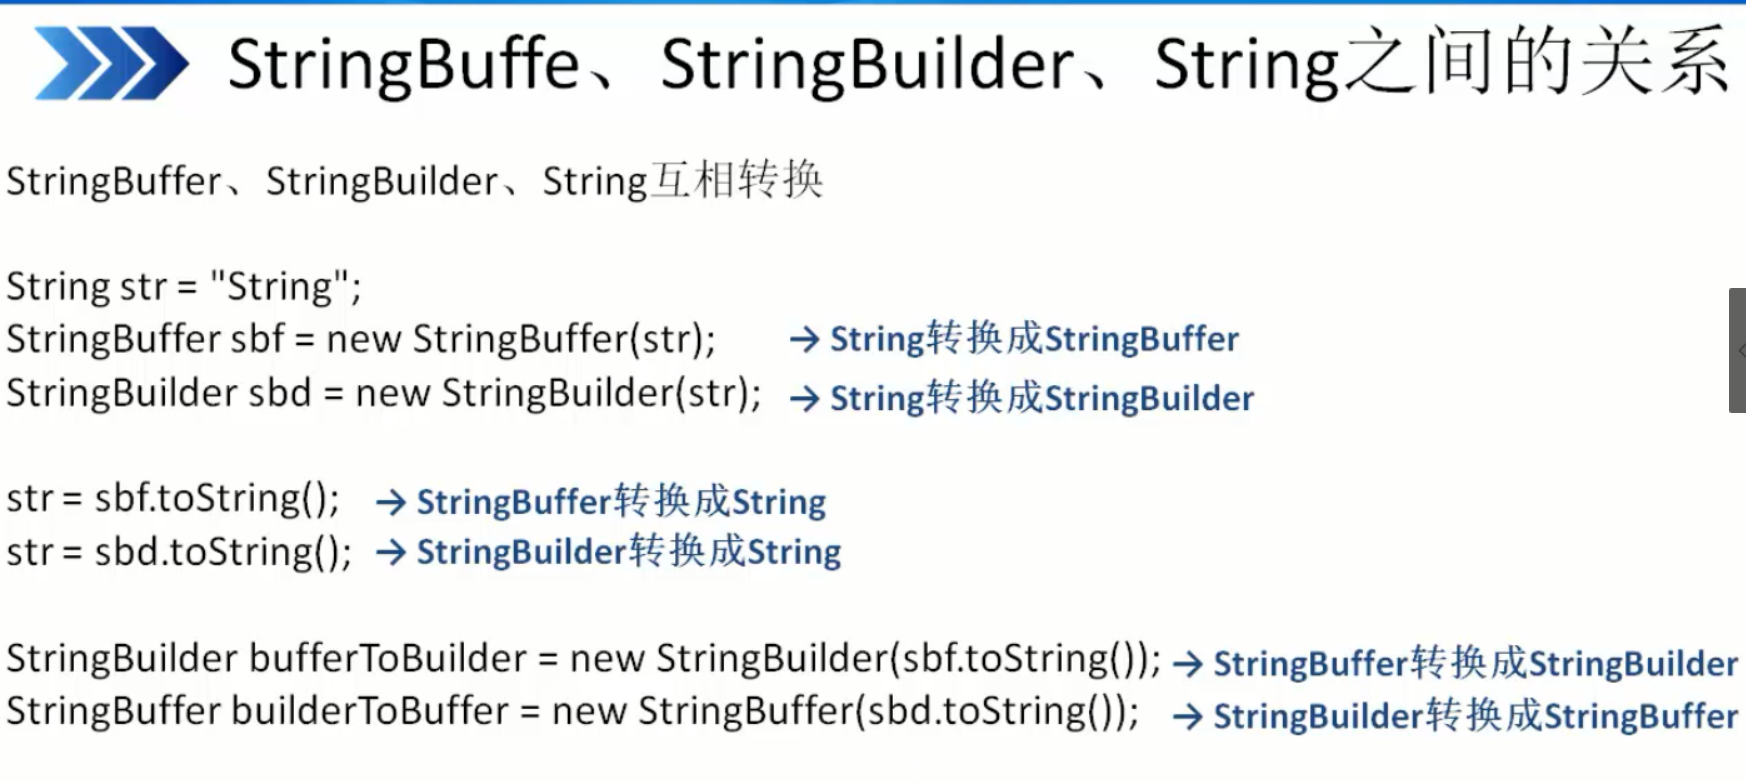 StringBuffe、StringBuilder、String之间的关系
StringBuffer、StringBuilder、String互相转换
String str = "String";
StringBuffer sbf = new StringBuffer(str); → String转换成StringBuffer
StringBuilder sbd = new StringBuilder(str); → String转换成StringBuilder
str = sbf.toString(); → StringBuffer转换成String
str = sbd.toString(); → StringBuilder转换成String
StringBuilder bufferToBuilder = new StringBuilder(sbf.toString()); → StringBuffer转换成StringBuilder
StringBuffer builderToBuffer = new StringBuffer(sbd.toString()); → StringBuilder转换成StringBuffer